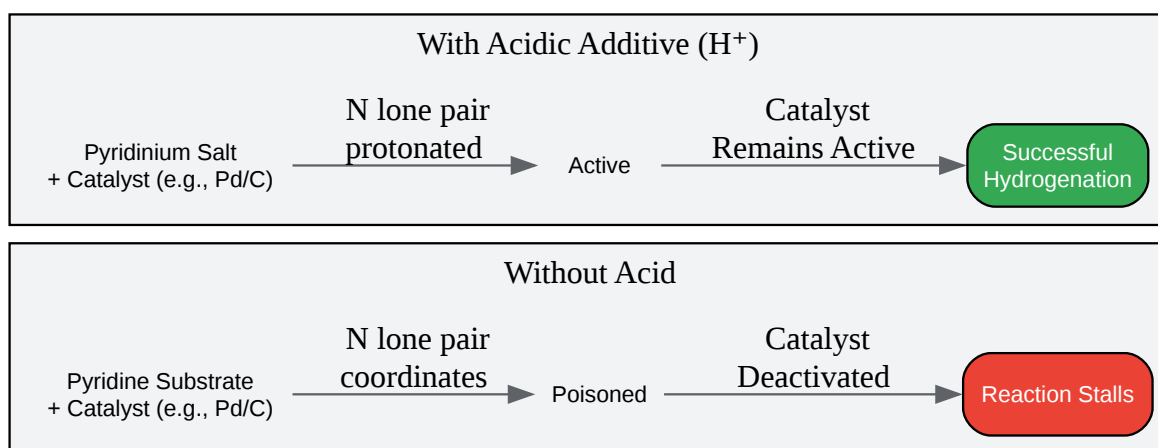 With Acidic Additive (H⁺)
N lone pair
protonated
Catalyst
Remains Active
Pyridinium Salt
+ Catalyst (e.g., Pd/C)
Active
Successful
Hydrogenation
Without Acid
N lone pair
coordinates
Catalyst
Deactivated
Pyridine Substrate
+ Catalyst (e.g., Pd/C)
Poisoned
Reaction Stalls